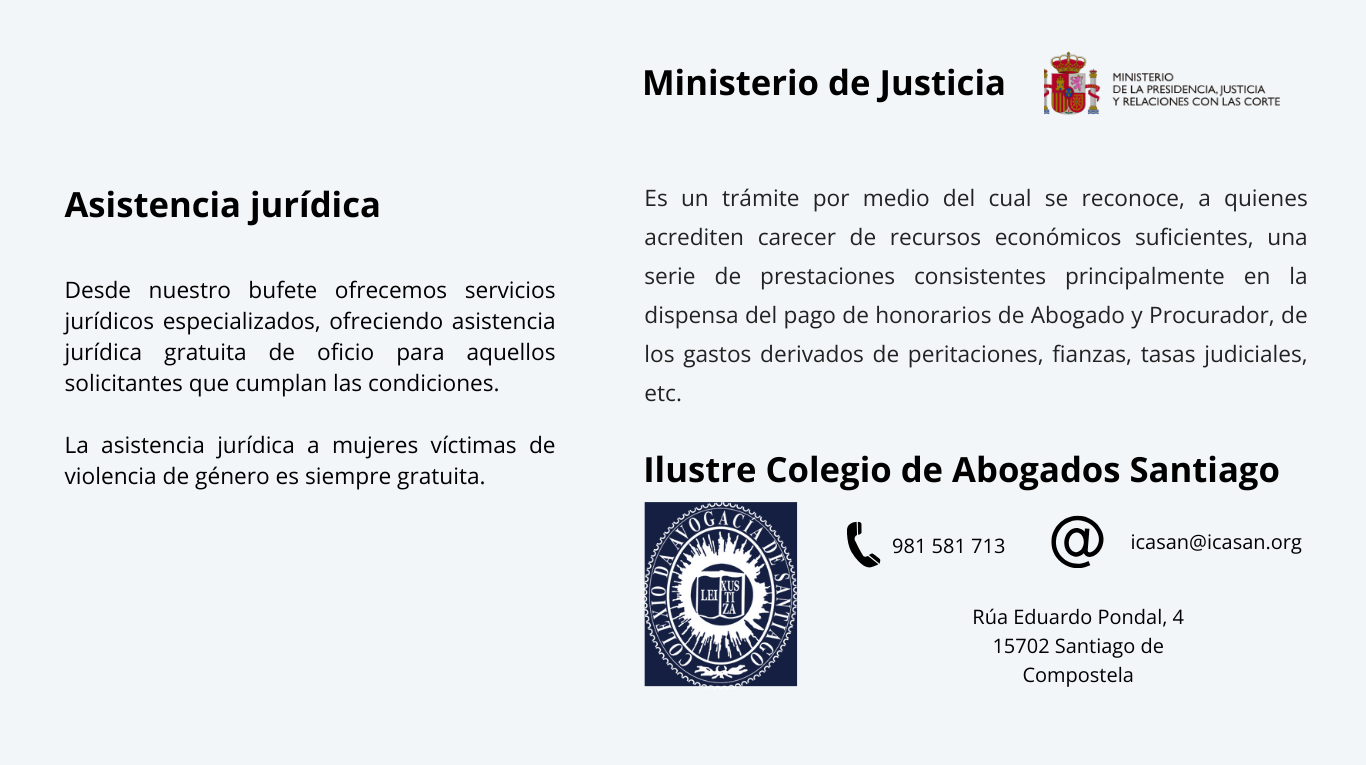 Ministerio de Justicia
MINISTERIO
DE LA PRESIDENCIA, JUSTICIA
Y RELACIONES CON LAS CORTE
Asistencia jurídica
Desde nuestro bufete ofrecemos servicios
jurídicos especializados, ofreciendo asistencia
jurídica gratuita de oficio para aquellos
solicitantes que cumplan las condiciones.
La asistencia jurídica a mujeres víctimas de
violencia de género es siempre gratuita.
Es un trámite por medio del cual se reconoce, a quienes
acrediten carecer de recursos económicos suficientes, una
serie de prestaciones consistentes principalmente en la
dispensa del pago de honorarios de Abogado y Procurador, de
los gastos derivados de peritaciones, fianzas, tasas judiciales,
etc.
Ilustre Colegio de Abogados Santiago
COLEXIO DA AVOGACIA DE SANTIAGO
LEI
XUS
TI
ZA
981 581 713
@
icasan@icasan.org
Rúa Eduardo Pondal, 4
15702 Santiago de
Compostela